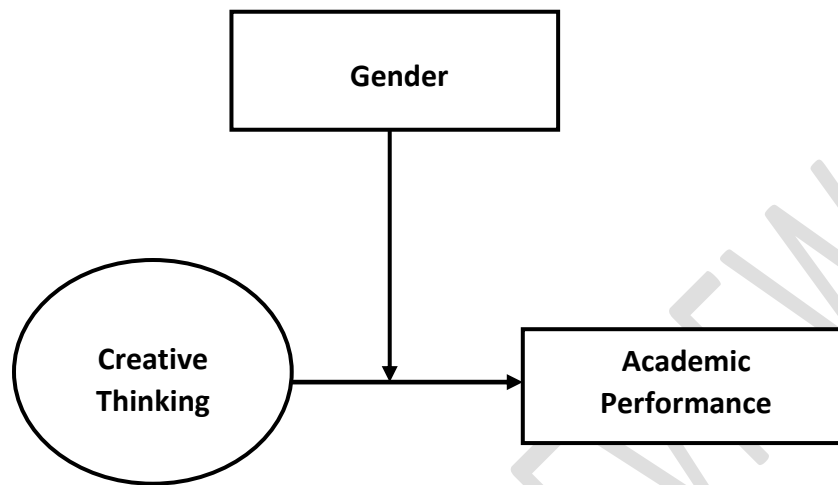 Gender
Creative
Thinking
Academic
Performance